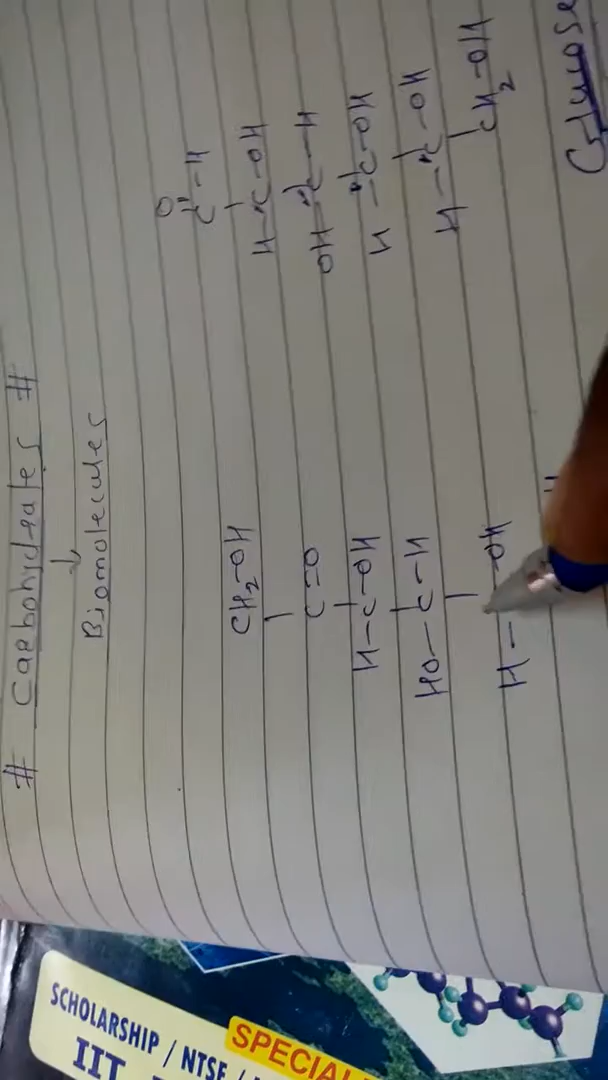 # Carbohydrates #
↓
Biomolecules
O
||
C-H
H-C-OH
OH-C-H
H-C-OH
H-C-OH
CH2-OH
Glucose
CH2-OH
C=O
H-C-OH
HO-C-H
H- -OH
SCHOLARSHIP / NTSE /
IIT
SPECIAL